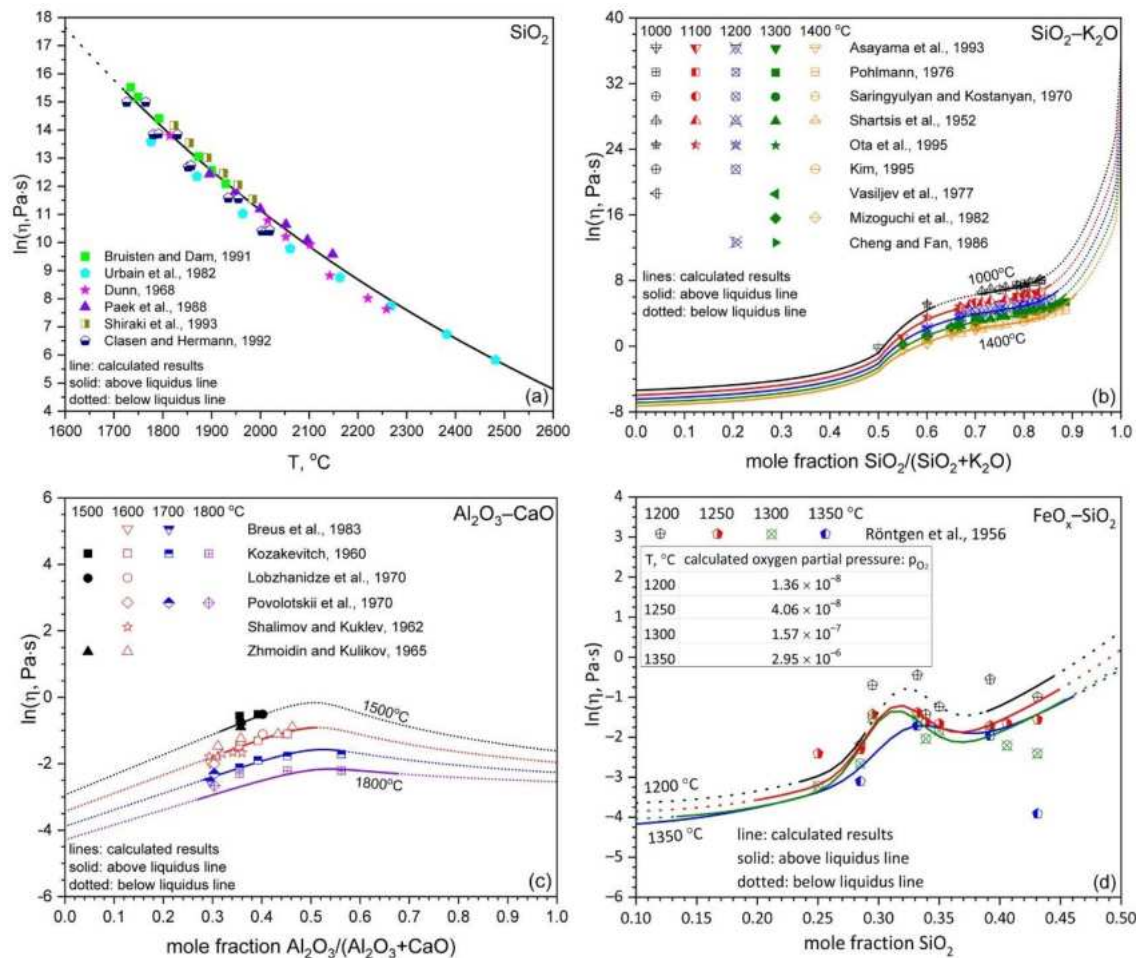 SiO₂
ln(η,Pa·s)
18
17
16
15
14
13
12
11
10
9
8
7
6
5
4
Bruisten and Dam, 1991
Urbain et al., 1982
Dunn, 1968
Paek et al., 1988
Shiraki et al., 1993
Clasen and Hermann, 1992
line: calculated results
solid: above liquidus line
dotted: below liquidus line
(a)
1600 1700 1800 1900 2000 2100 2200 2300 2400 2500 2600
T, °C
SiO₂–K₂O
1000 1100 1200 1300 1400 °C
ln(η, Pa·s)
40
32
24
16
8
0
-8
Asayama et al., 1993
Pohlmann, 1976
Saringyulyan and Kostanyan, 1970
Shartsis et al., 1952
Ota et al., 1995
Kim, 1995
Vasiljev et al., 1977
Mizoguchi et al., 1982
Cheng and Fan, 1986
lines: calculated results
solid: above liquidus line
dotted: below liquidus line
1000°C
1400°C
(b)
0.0 0.1 0.2 0.3 0.4 0.5 0.6 0.7 0.8 0.9 1.0
mole fraction SiO₂/(SiO₂+K₂O)
Al₂O₃–CaO
1500 1600 1700 1800 °C
ln(η, Pa·s)
6
4
2
0
-2
-4
-6
Breus et al., 1983
Kozakevitch, 1960
Lobzhanidze et al., 1970
Povolotskii et al., 1970
Shalimov and Kuklev, 1962
Zhmoidin and Kulikov, 1965
1500°C
1800°C
lines: calculated results
solid: above liquidus line
dotted: below liquidus line
(c)
0.0 0.1 0.2 0.3 0.4 0.5 0.6 0.7 0.8 0.9 1.0
mole fraction Al₂O₃/(Al₂O₃+CaO)
FeOₓ–SiO₂
1200 1250 1300 1350 °C
Röntgen et al., 1956
ln(η, Pa·s)
4
3
2
1
0
-1
-2
-3
-4
-5
-6
T, °C calculated oxygen partial pressure: p_O₂
1200 1.36 × 10⁻⁸
1250 4.06 × 10⁻⁸
1300 1.57 × 10⁻⁷
1350 2.95 × 10⁻⁶
1200 °C
1350 °C
line: calculated results
solid: above liquidus line
dotted: below liquidus line
(d)
0.10 0.15 0.20 0.25 0.30 0.35 0.40 0.45 0.50
mole fraction SiO₂